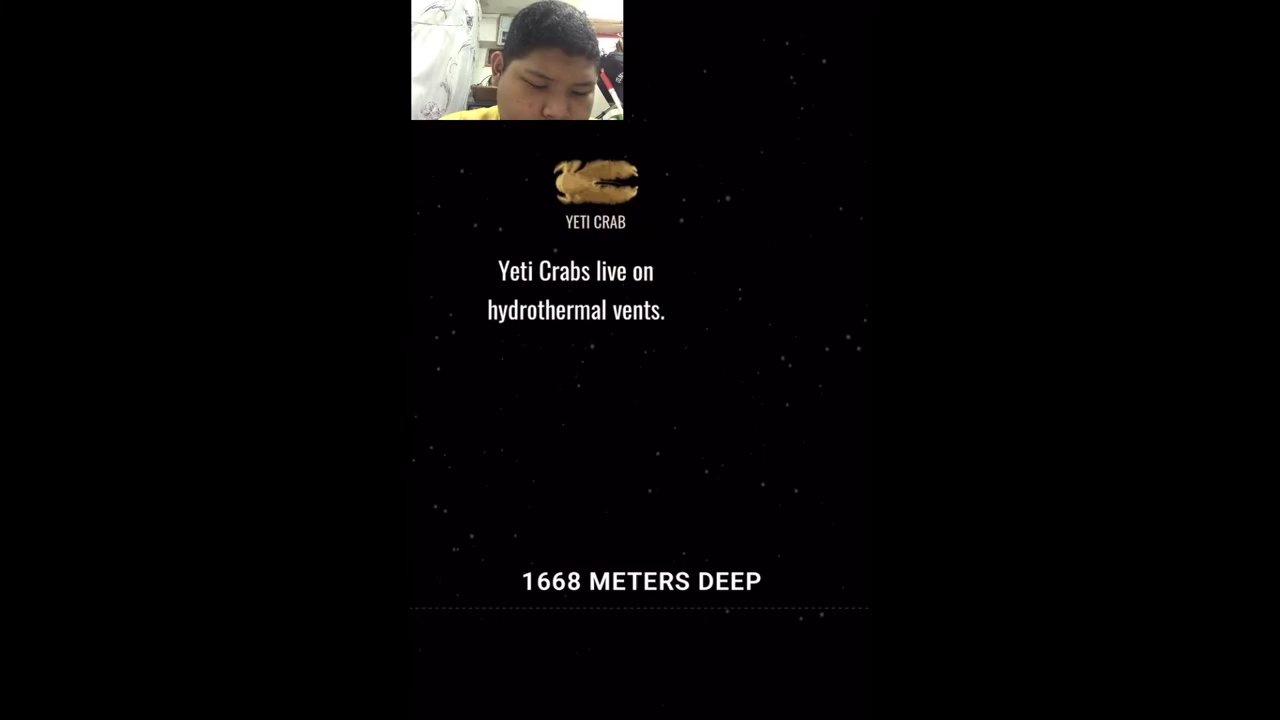 YETI CRAB
Yeti Crabs live on
hydrothermal vents.
1668 METERS DEEP